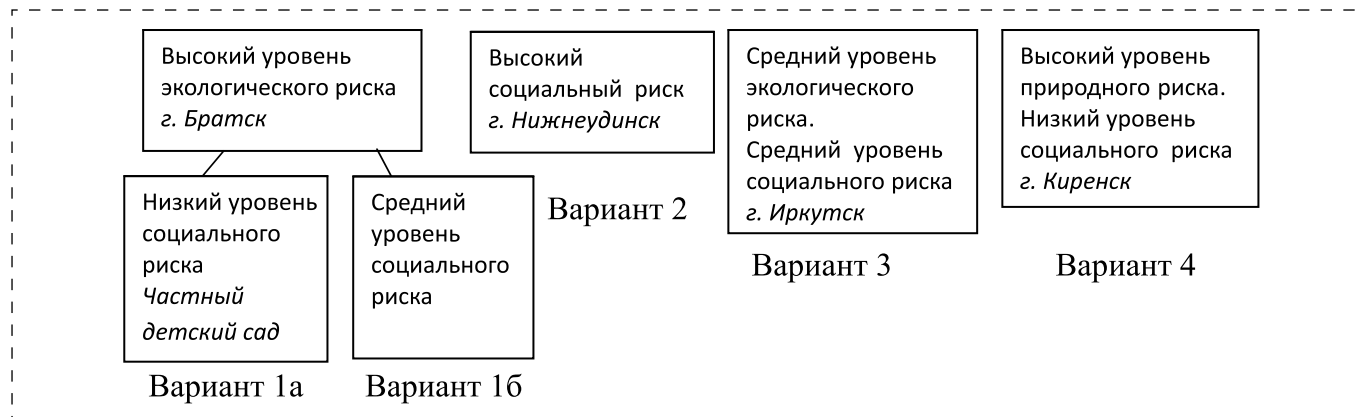 Высокий уровень
экологического риска
г. Братск
Низкий уровень
социального
риска
Частный
детский сад
Вариант 1а
Средний
уровень
социального
риска
Вариант 1б
Высокий
социальный риск
г. Нижнеудинск
Вариант 2
Средний уровень
экологического
риска.
Средний уровень
социального риска
г. Иркутск
Вариант 3
Высокий уровень
природного риска.
Низкий уровень
социального риска
г. Киренск
Вариант 4